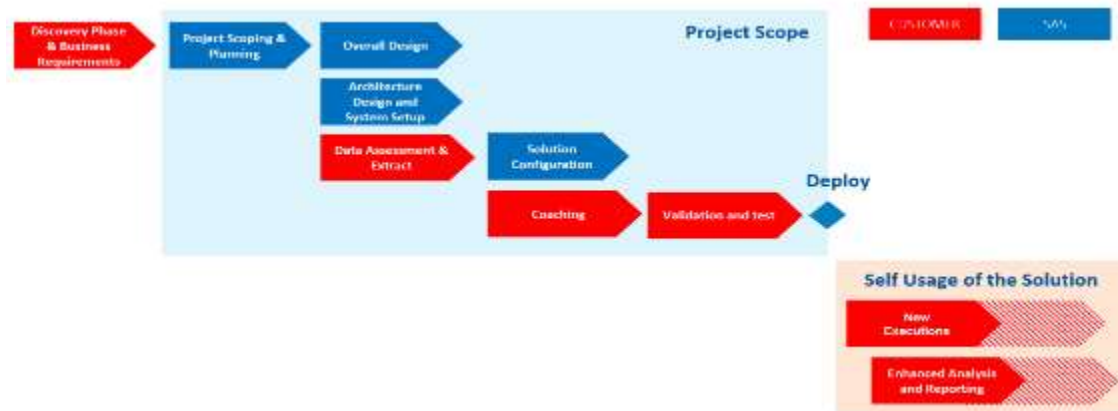 Discovery Phase
& Business
Requirements
Project Scoping &
Planning
Overall Design
Project Scope
CUSTOMER
SAS
Architecture
Design and
System Setup
Data Assessment &
Extract
Solution
Configuration
Deploy
Coaching
Validation and test
Self Usage of the Solution
New
Executions
Enhanced Analysis
and Reporting